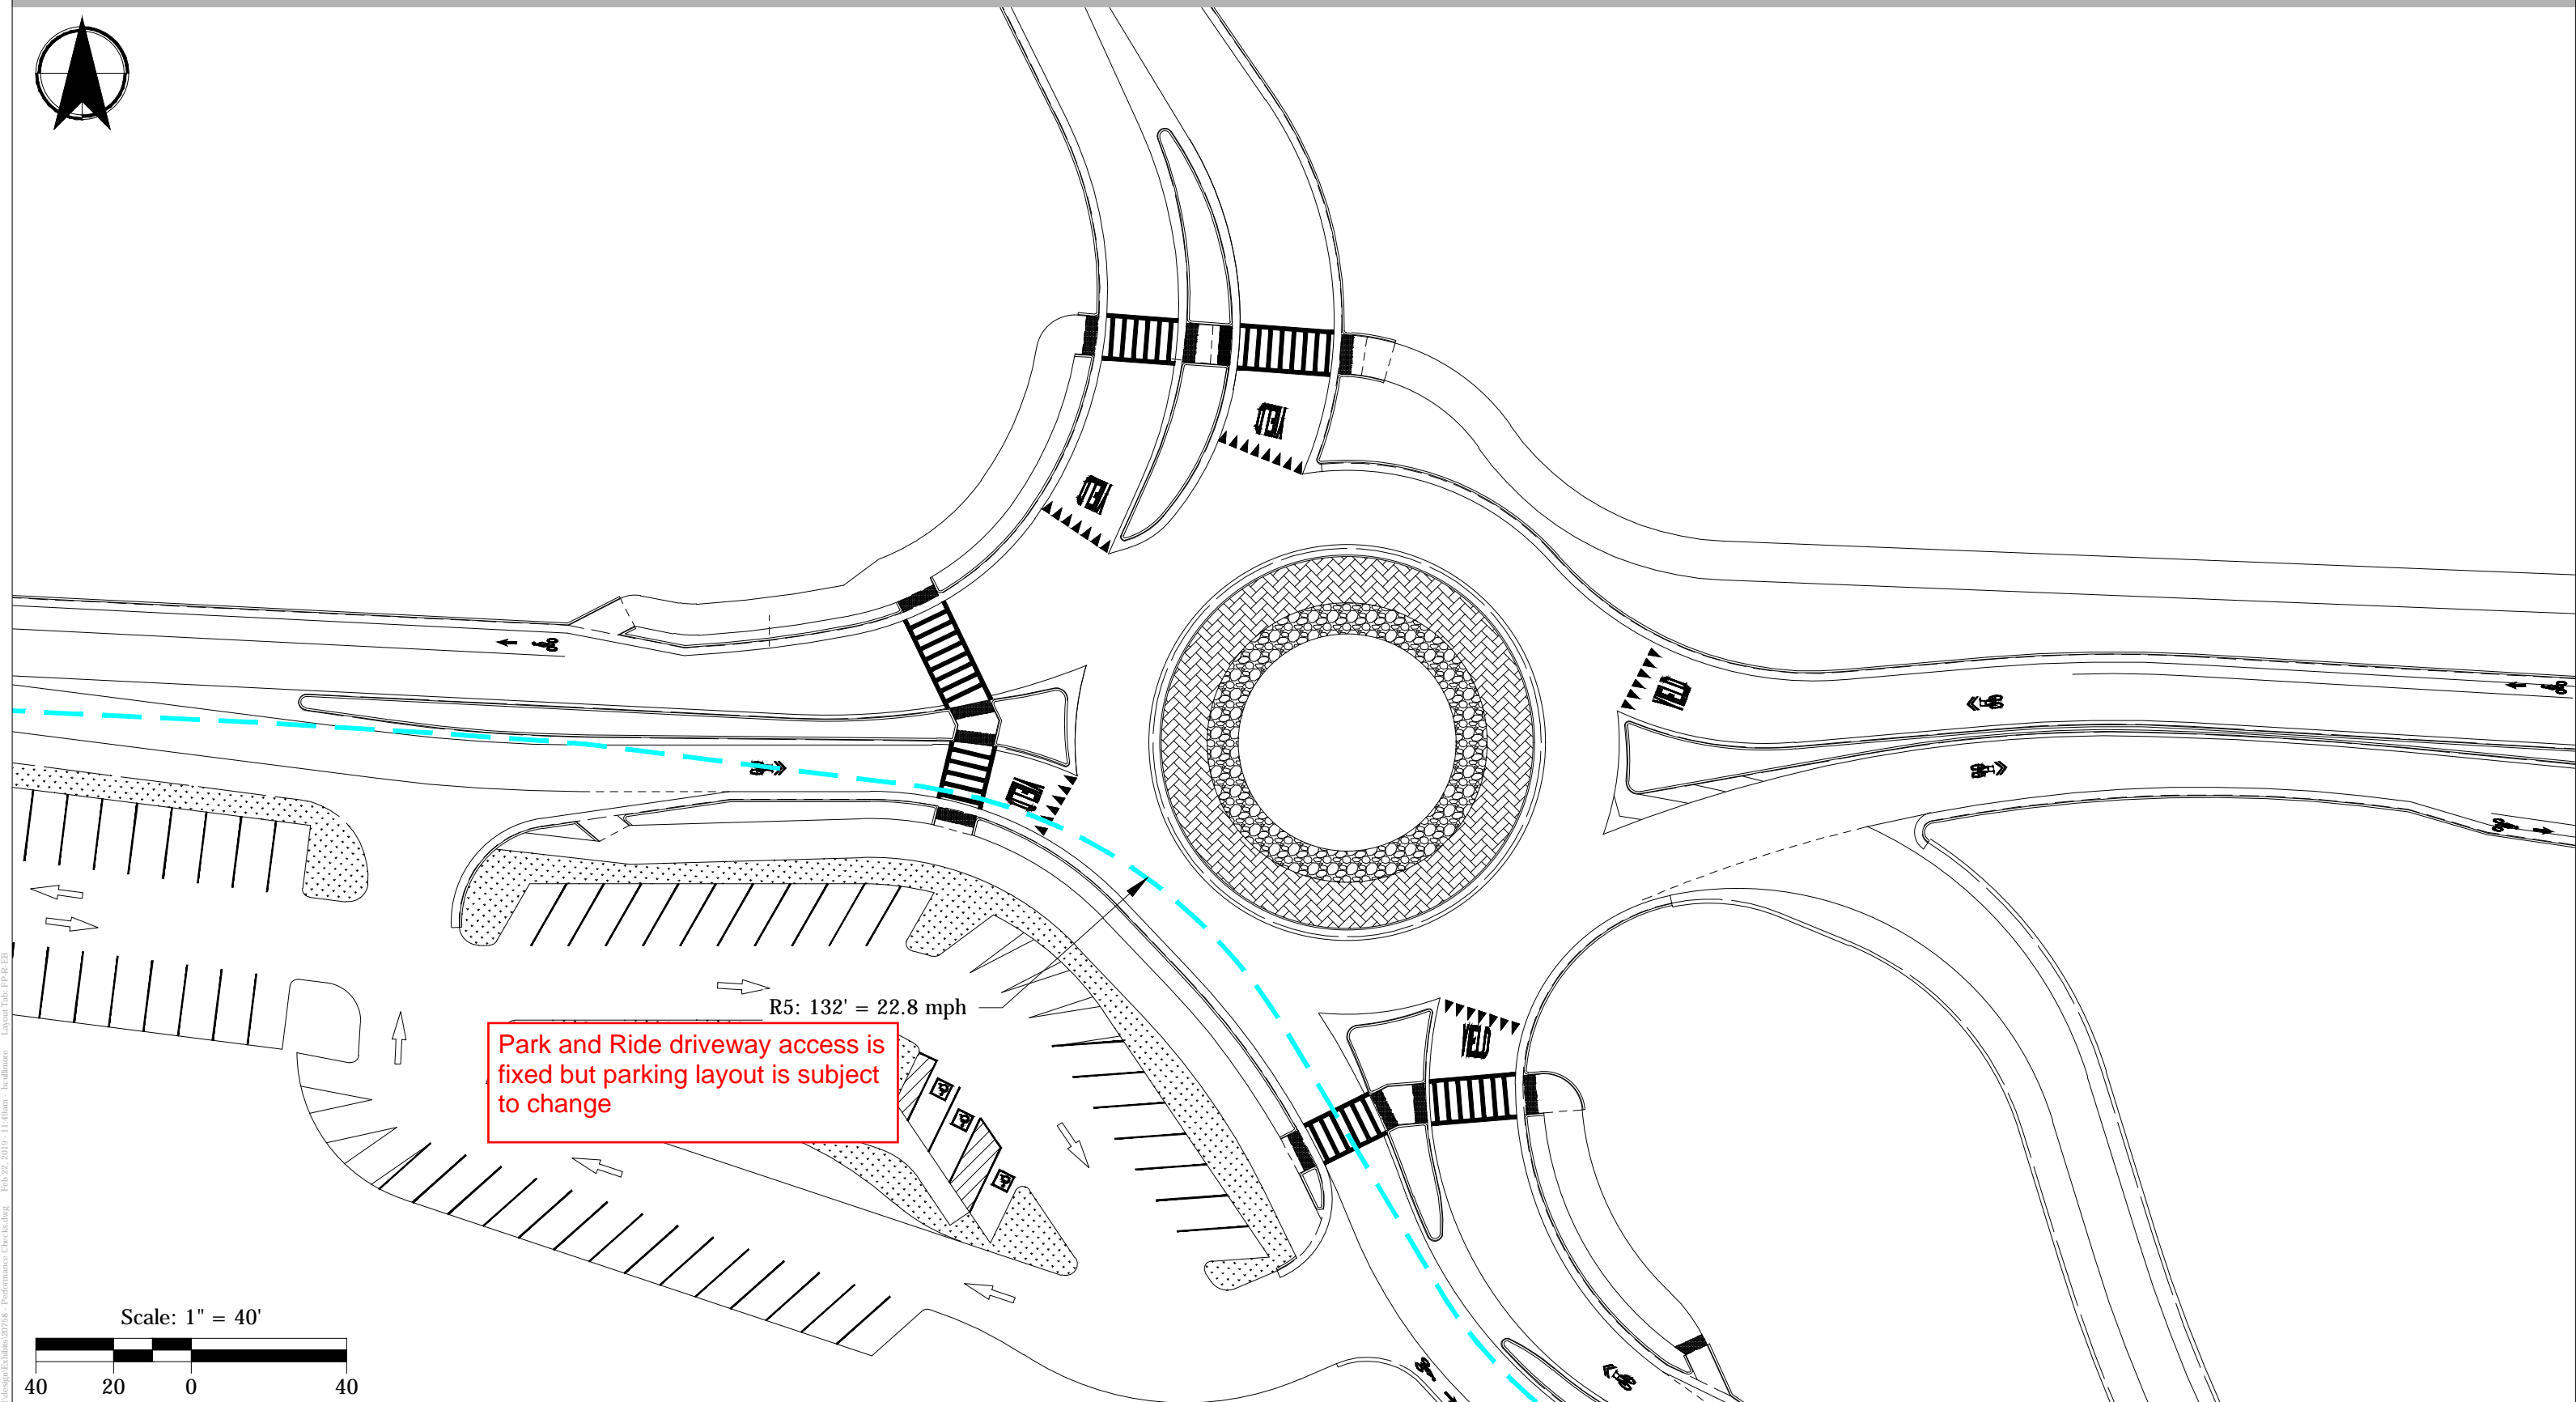 R5: 132' = 22.8 mph
Park and Ride driveway access is
fixed but parking layout is subject
to change
Scale: 1" = 40'
40 20 0 40